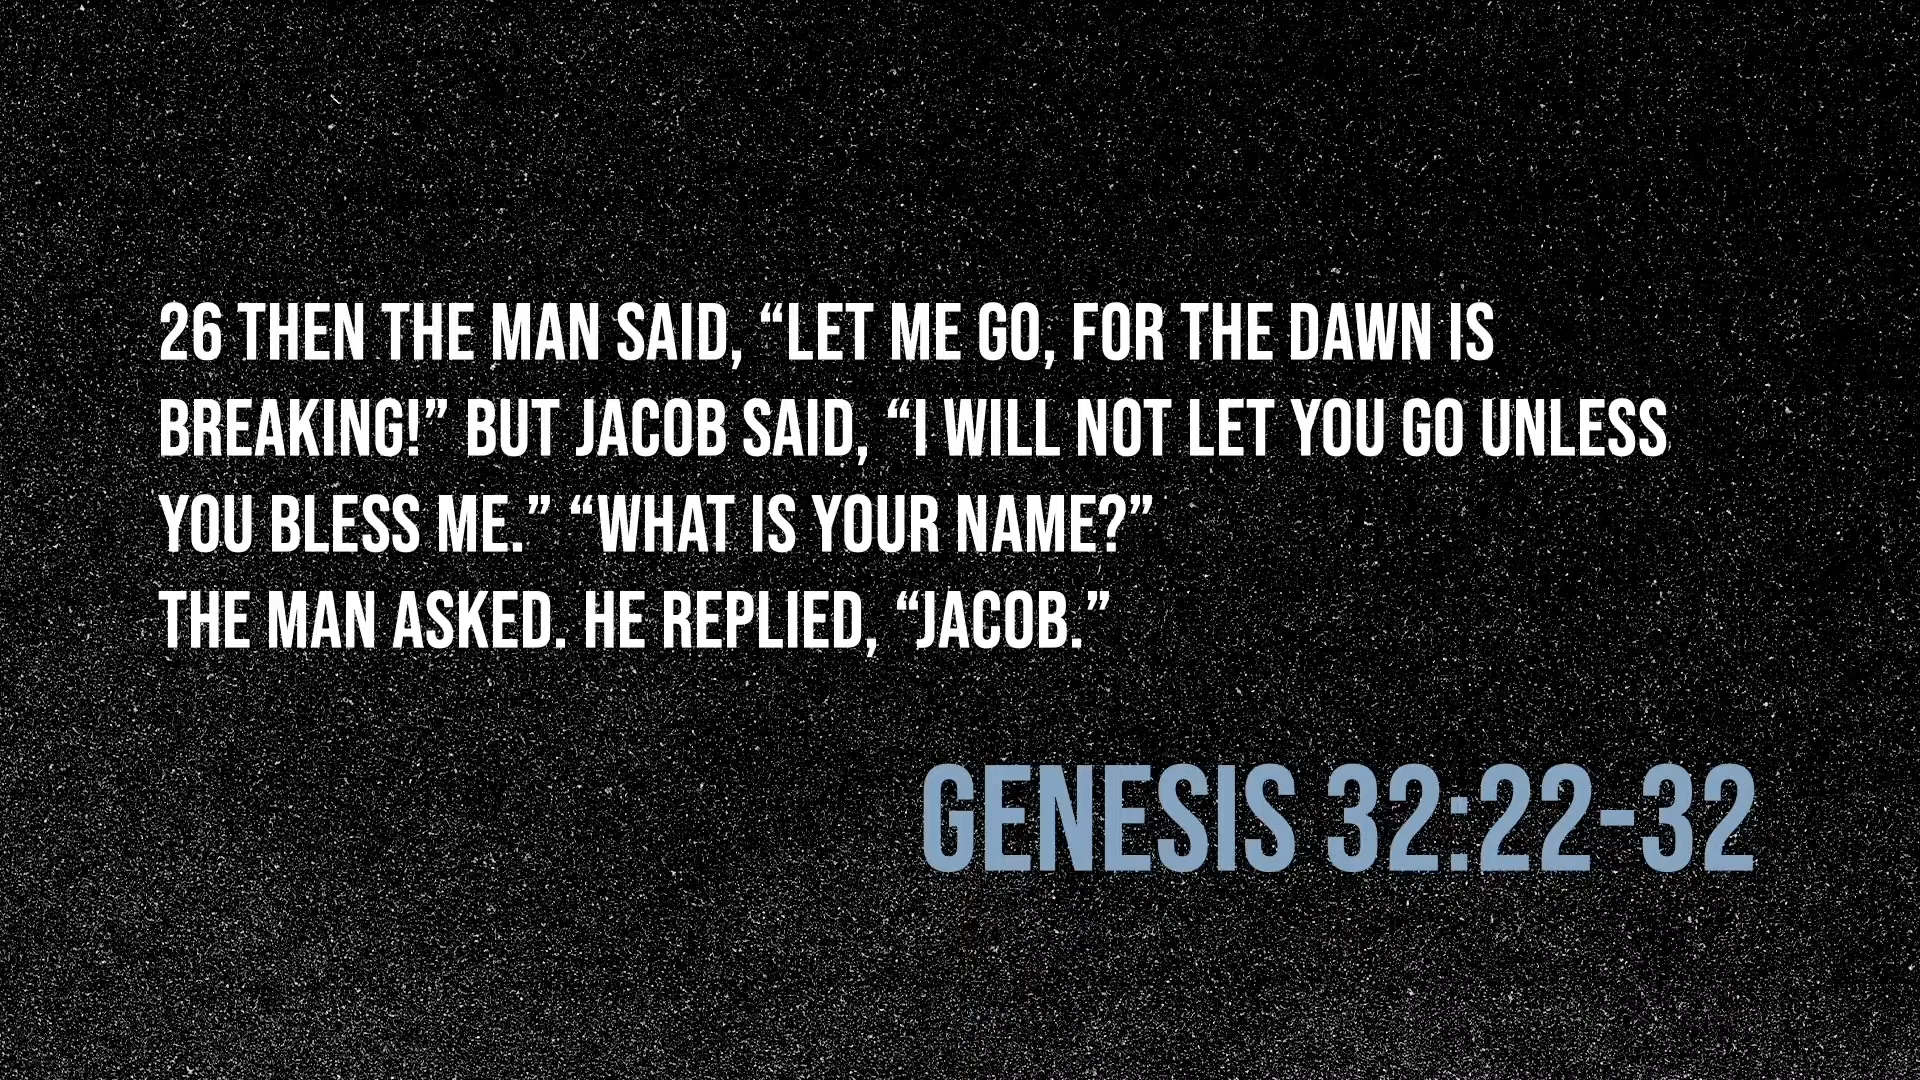 26 THEN THE MAN SAID, “LET ME GO, FOR THE DAWN IS
BREAKING!” BUT JACOB SAID, “I WILL NOT LET YOU GO UNLESS
YOU BLESS ME.” “WHAT IS YOUR NAME?”
THE MAN ASKED. HE REPLIED, “JACOB.”
GENESIS 32:22-32